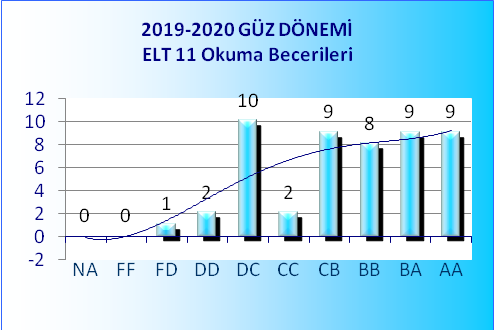 2019-2020 GÜZ DÖNEMİ
ELT 11 Okuma Becerileri
12
10
8
6
4
2
0
-2
0 0 1 2 10 2 9 8 9 9
NA FF FD DD DC CC CB BB BA AA